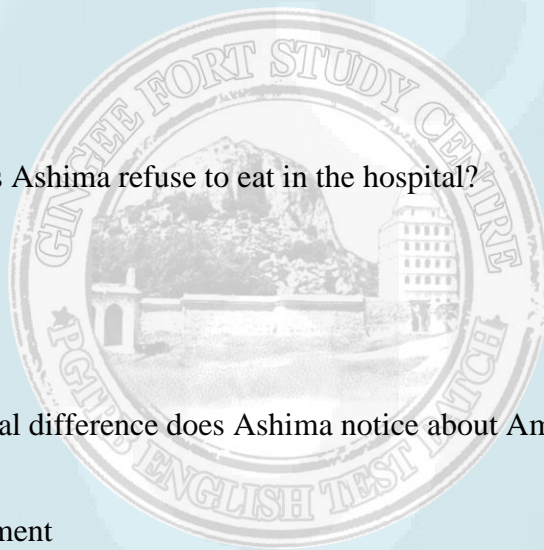 GINGEE FORT STUDY CENTRE
s Ashima refuse to eat in the hospital?
al difference does Ashima notice about Am
PGTRB ENGLISH TEST BATCH
ment